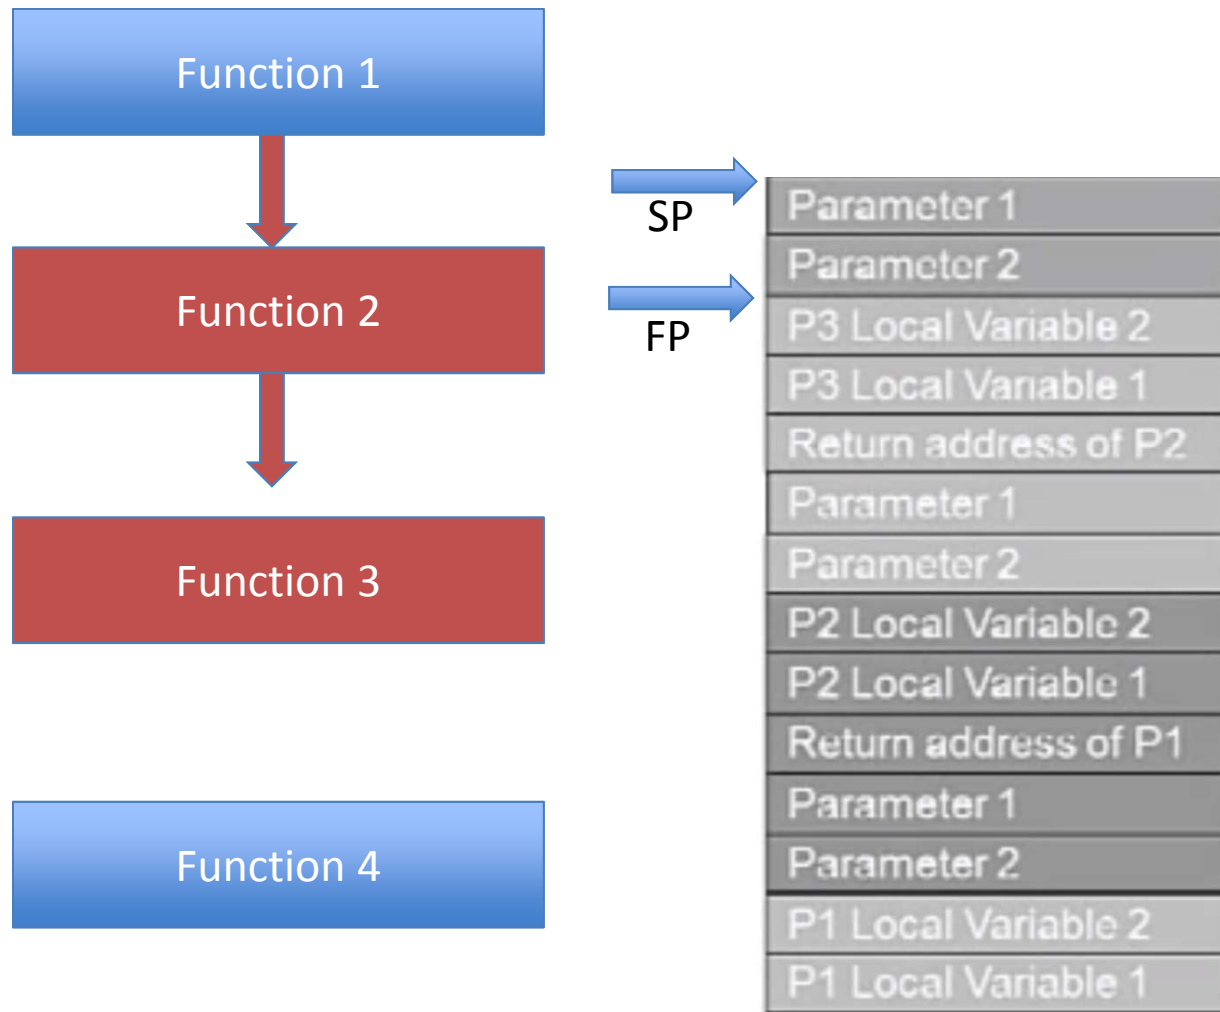 Function 1
Function 2
Function 3
Function 4
SP
FP
Parameter 1
Parameter 2
P3 Local Variable 2
P3 Local Variable 1
Return address of P2
Parameter 1
Parameter 2
P2 Local Variable 2
P2 Local Variable 1
Return address of P1
Parameter 1
Parameter 2
P1 Local Variable 2
P1 Local Variable 1